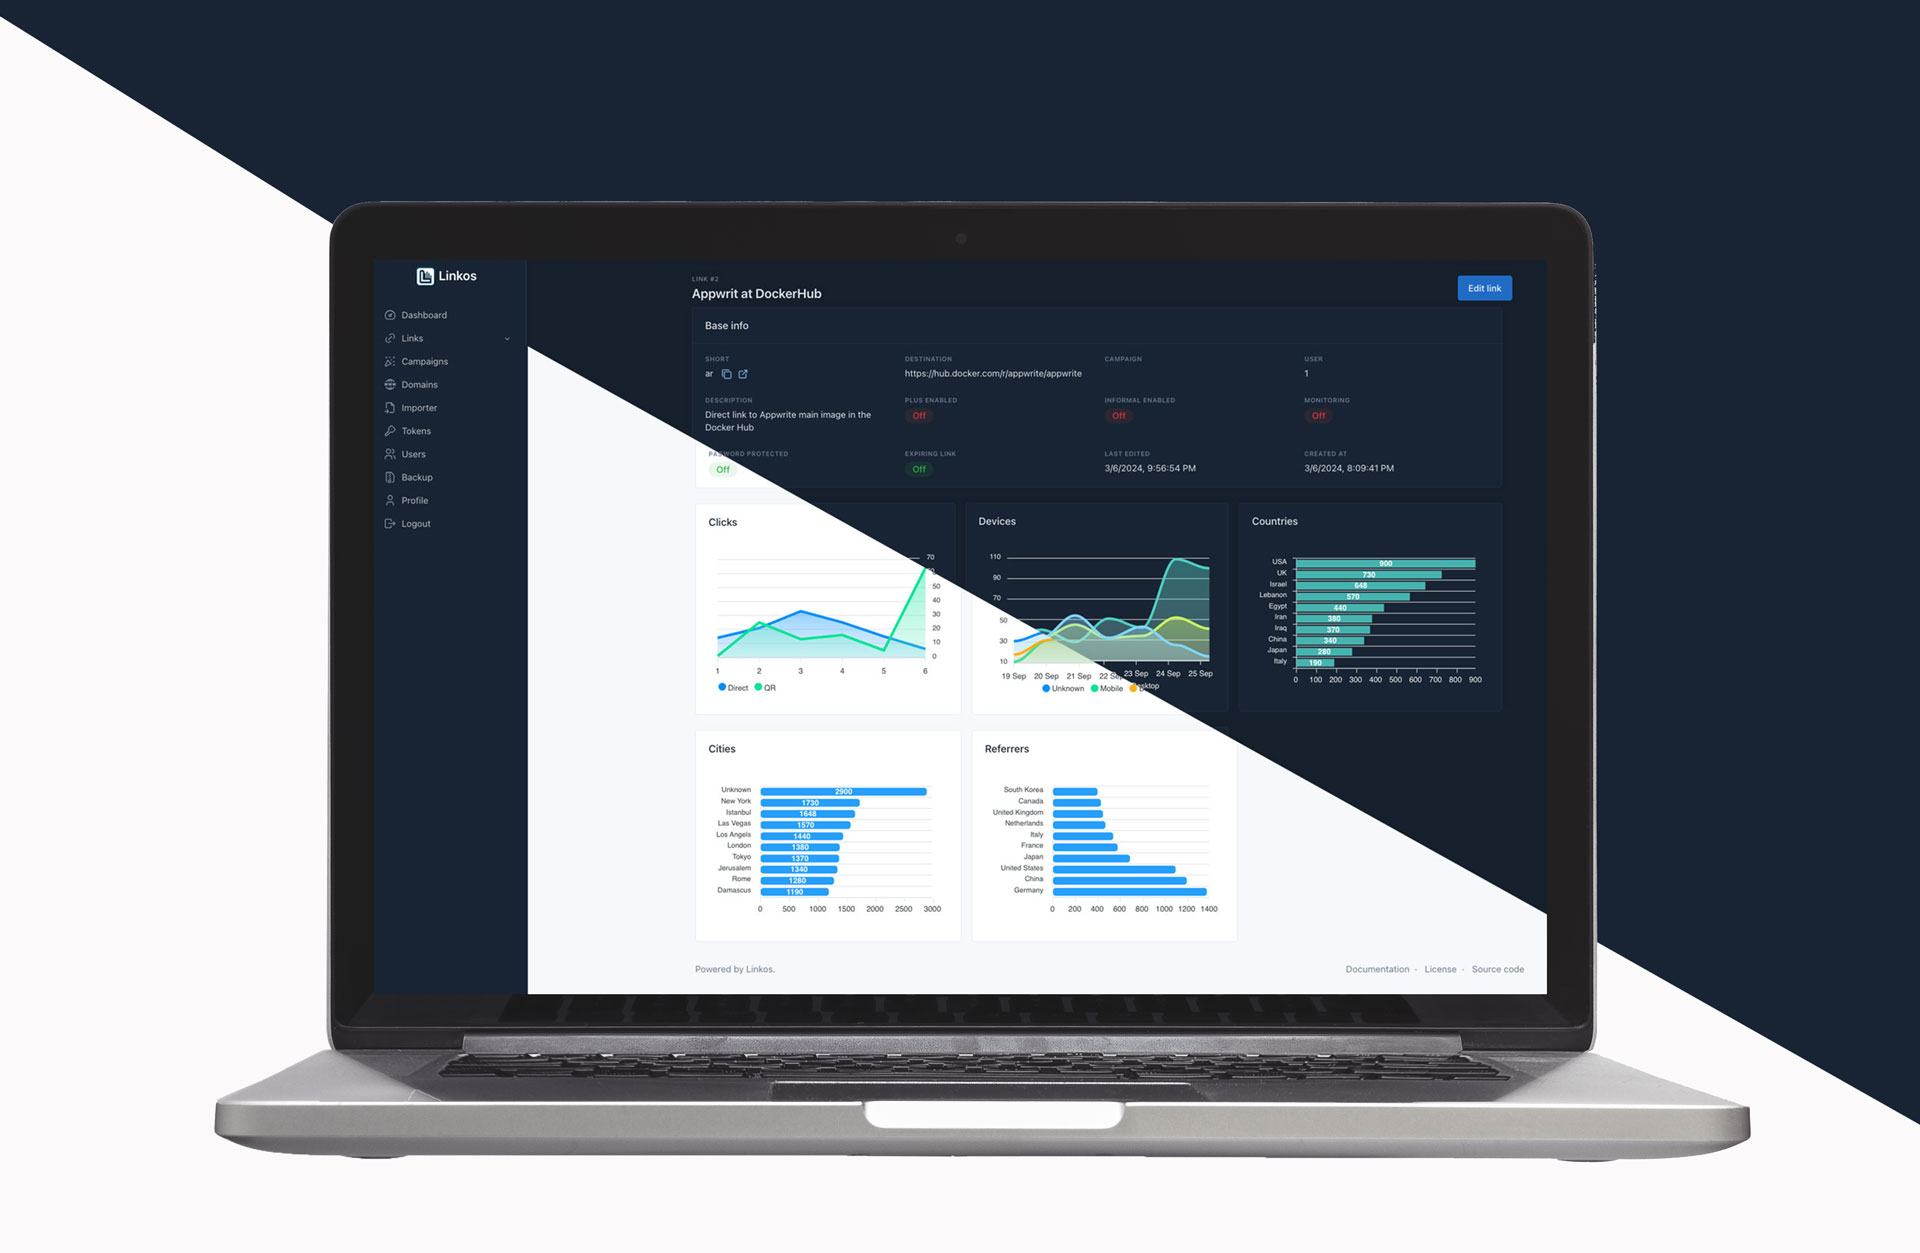 Linkos
Dashboard
Links
Campaigns
Domains
Importer
Tokens
Users
Backup
Profile
Logout
LINK #2
Appwrit at DockerHub
Edit link
Base info
SHORT
ar
DESTINATION
https://hub.docker.com/r/appwrite/appwrite
CAMPAIGN
USER
1
DESCRIPTION
Direct link to Appwrite main image in the
Docker Hub
PLUS ENABLED
Off
INFORMAL ENABLED
Off
MONITORING
Off
PASWORD PROTECTED
Off
EXPIRING LINK
Off
LAST EDITED
3/6/2024, 9:56:54 PM
CREATED AT
3/6/2024, 8:09:41 PM
Clicks
70
50
40
30
20
10
0
1 2 3 4 5 6
Direct QR
Devices
110
90
70
50
30
10
19 Sep 20 Sep 21 Sep 22 Sep 23 Sep 24 Sep 25 Sep
Unknown Mobile
Countries
USA 900
UK 730
Israel 648
Lebanon 570
Egypt 440
Iran 380
Iraq 370
China 340
Japan 280
Italy 190
0 100 200 300 400 500 600 700 800 900
Cities
Unknown 2900
New York 1730
Istanbul 1648
Las Vegas 1570
Los Angels 1440
London 1380
Tokyo 1370
Jerusalem 1340
Rome 1280
Damascus 1190
0 500 1000 1500 2000 2500 3000
Referrers
South Korea
Canada
United Kingdom
Netherlands
Italy
France
Japan
United States
China
Germany
0 200 400 600 800 1000 1200 1400
Powered by Linkos.
Documentation · License · Source code